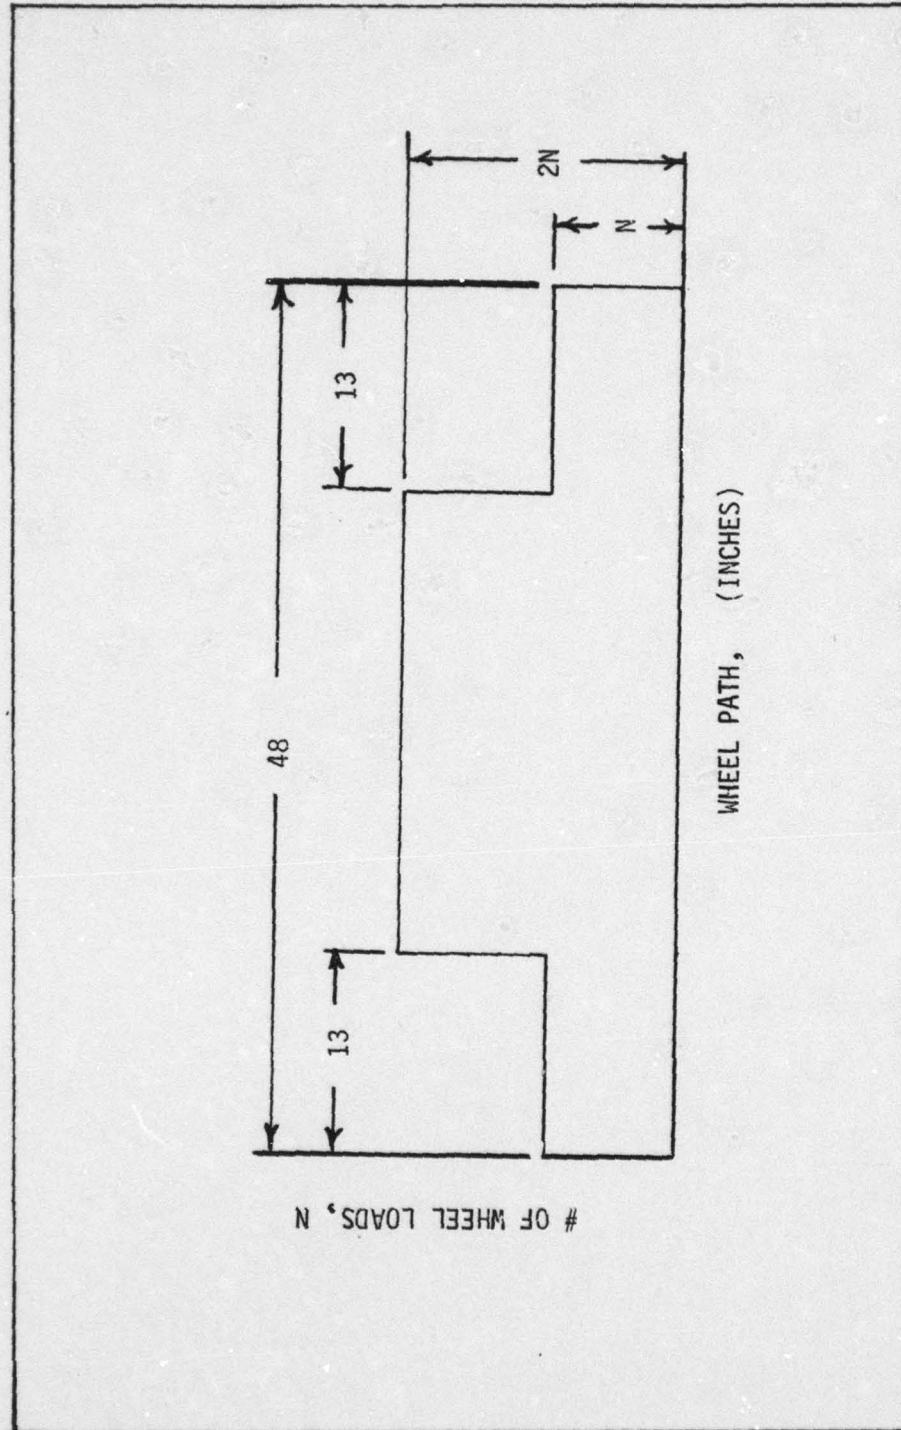 48
13
13
2N
N
# OF WHEEL LOADS, N
WHEEL PATH, (INCHES)